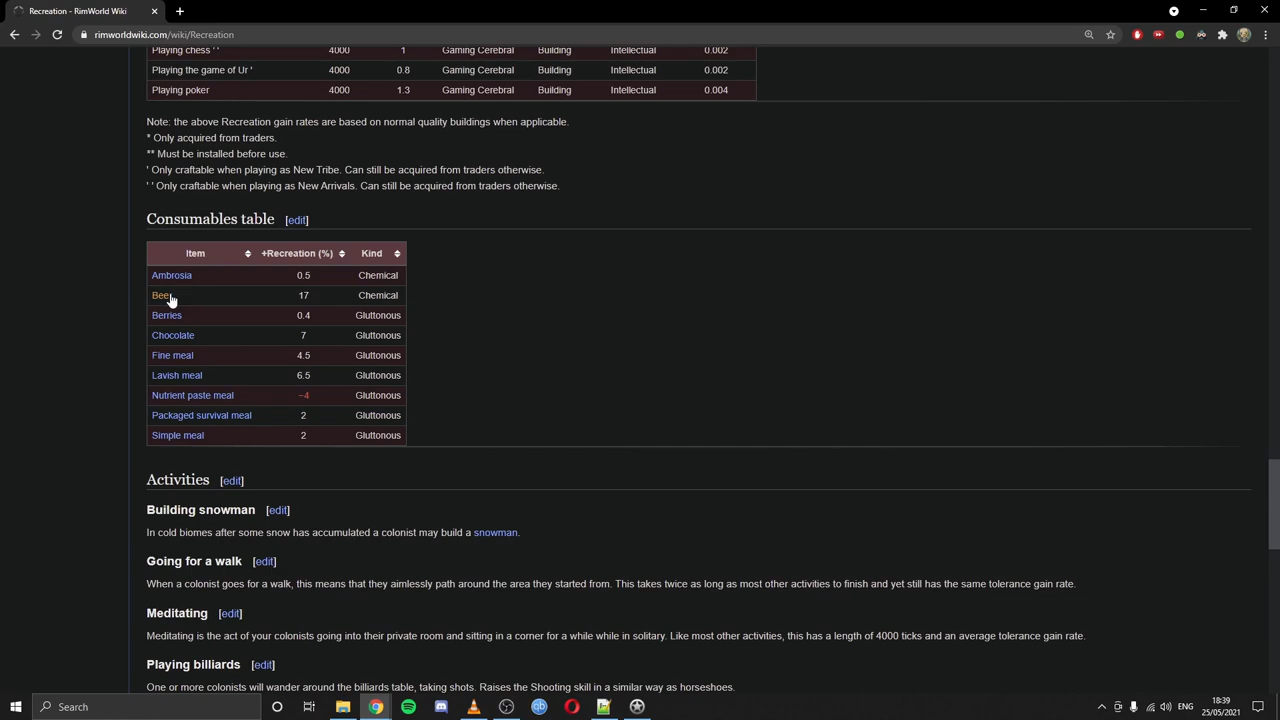 Recreation - RimWorld Wiki
rimworldwiki.com/wiki/Recreation
Playing chess ' ' 4000 1 Gaming Cerebral Building Intellectual 0.002
Playing the game of Ur ' 4000 0.8 Gaming Cerebral Building Intellectual 0.002
Playing poker 4000 1.3 Gaming Cerebral Building Intellectual 0.004
Note: the above Recreation gain rates are based on normal quality buildings when applicable.
* Only acquired from traders.
** Must be installed before use.
' Only craftable when playing as New Tribe. Can still be acquired from traders otherwise.
' ' Only craftable when playing as New Arrivals. Can still be acquired from traders otherwise.
Consumables table [edit]
Item +Recreation (%) Kind
Ambrosia 0.5 Chemical
Beer 17 Chemical
Berries 0.4 Gluttonous
Chocolate 7 Gluttonous
Fine meal 4.5 Gluttonous
Lavish meal 6.5 Gluttonous
Nutrient paste meal −4 Gluttonous
Packaged survival meal 2 Gluttonous
Simple meal 2 Gluttonous
Activities [edit]
Building snowman [edit]
In cold biomes after some snow has accumulated a colonist may build a snowman.
Going for a walk [edit]
When a colonist goes for a walk, this means that they aimlessly path around the area they started from. This takes twice as long as most other activities to finish and yet still has the same tolerance gain rate.
Meditating [edit]
Meditating is the act of your colonists going into their private room and sitting in a corner for a while while in solitary. Like most other activities, this has a length of 4000 ticks and an average tolerance gain rate.
Playing billiards [edit]
One or more colonists will wander around the billiards table, taking shots. Raises the Shooting skill in a similar way as horseshoes.
Search
ENG
18:39
25/05/2021